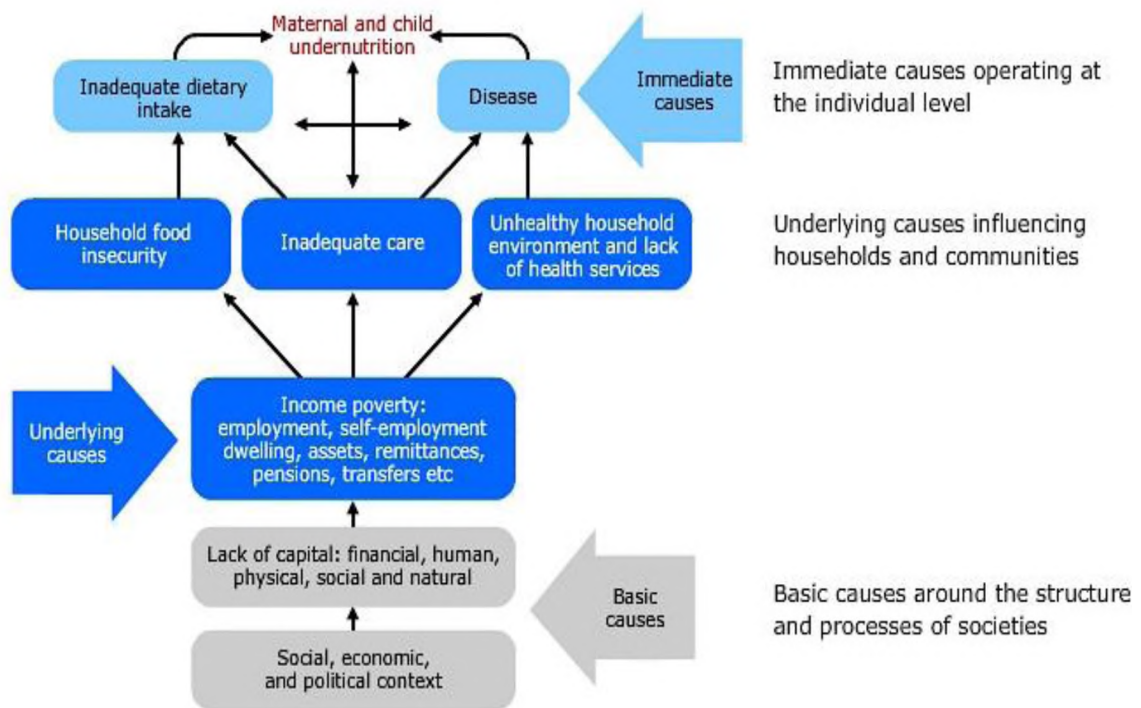 Maternal and child
undernutrition
Inadequate dietary
intake
Disease
Immediate
causes
Immediate causes operating at
the individual level
Household food
insecurity
Inadequate care
Unhealthy household
environment and lack
of health services
Underlying causes influencing
households and communities
Underlying
causes
Income poverty:
employment, self-employment
dwelling, assets, remittances,
pensions, transfers etc
Lack of capital: financial, human,
physical, social and natural
Basic
causes
Basic causes around the structure
and processes of societies
Social, economic,
and political context